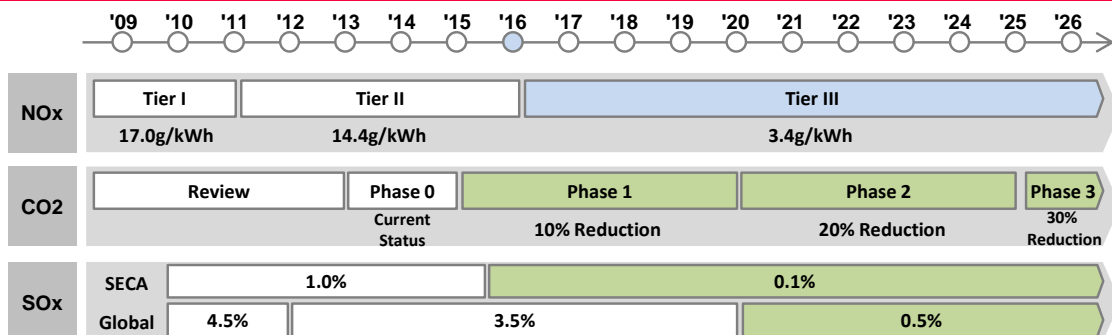 '09 '10 '11 '12 '13 '14 '15 '16 '17 '18 '19 '20 '21 '22 '23 '24 '25 '26
NOx
Tier I Tier II Tier III
17.0g/kWh 14.4g/kWh 3.4g/kWh
CO2
Review Phase 0 Phase 1 Phase 2 Phase 3
Current Status 10% Reduction 20% Reduction 30% Reduction
SOx
SECA 1.0% 0.1%
Global 4.5% 3.5% 0.5%